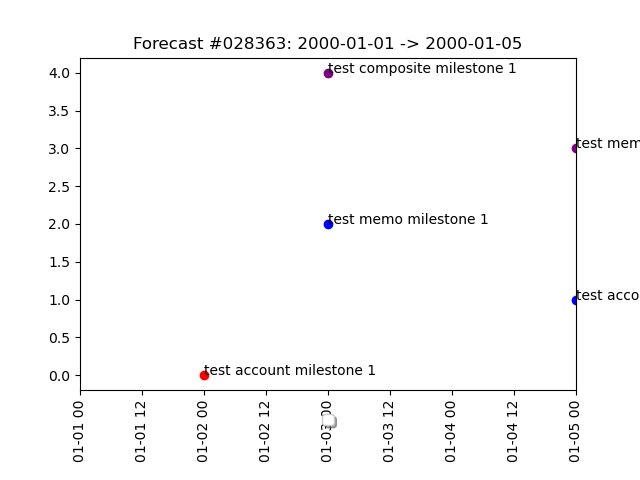 Forecast #028363: 2000-01-01 -> 2000-01-05
4.0
test composite milestone 1
3.5
3.0
test mem
2.5
2.0
test memo milestone 1
1.5
1.0
test acco
0.5
0.0
test account milestone 1
01-01 00
01-01 12
01-02 00
01-02 12
01-03 12
01-04 00
01-04 12
01-05 00